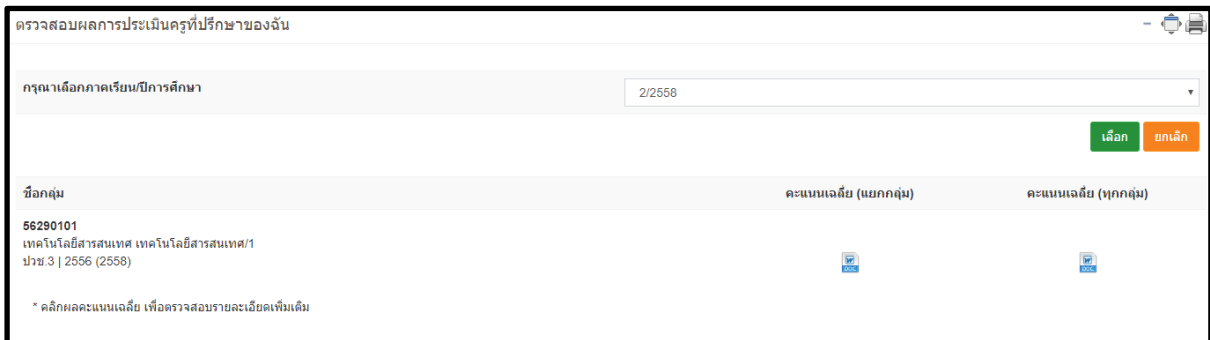 ตรวจสอบผลการประเมินครูที่ปรึกษาของฉัน
กรุณาเลือกภาคเรียน/ปีการศึกษา
2/2558
เลือก ยกเลิก
ชื่อกลุ่ม คะแนนเฉลี่ย (แยกกลุ่ม) คะแนนเฉลี่ย (ทุกกลุ่ม)
56290101
เทคโนโลยีสารสนเทศ เทคโนโลยีสารสนเทศ/1
ปวช.3 | 2556 (2558)
DOC DOC
* คลิกผลคะแนนเฉลี่ย เพื่อตรวจสอบรายละเอียดเพิ่มเติม